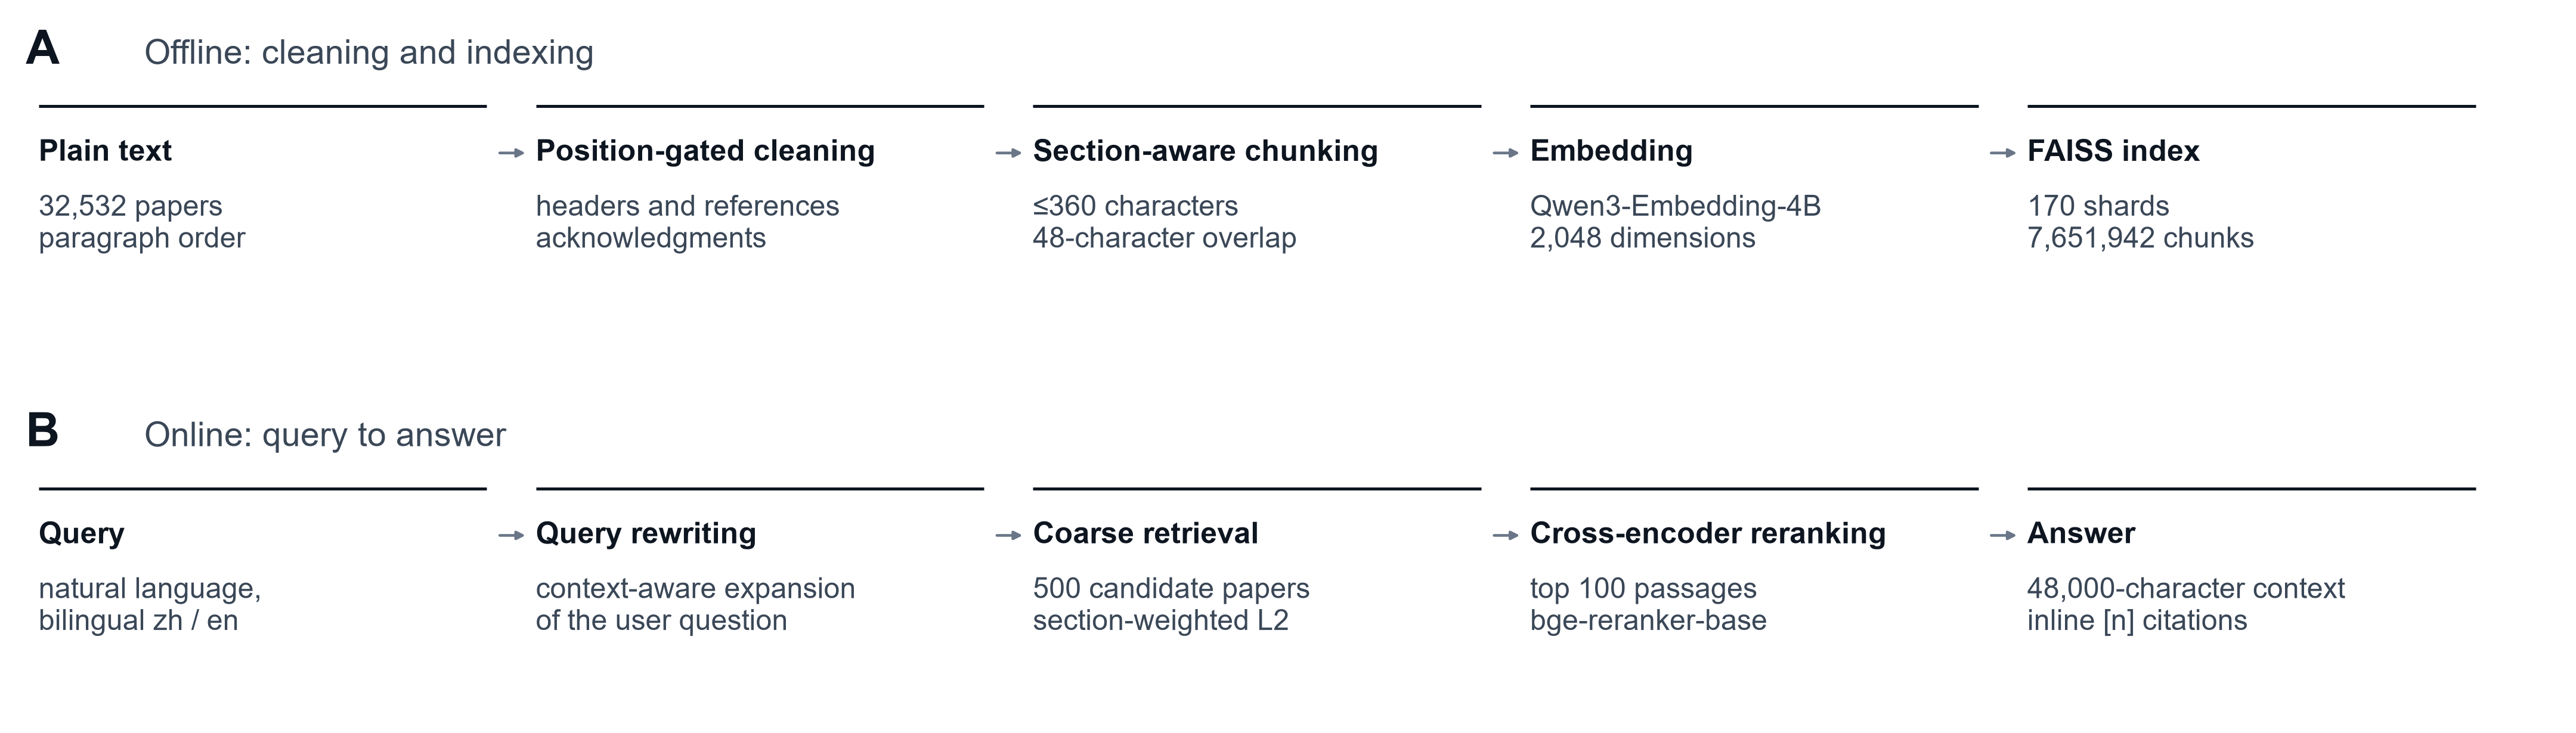 A Offline: cleaning and indexing
Plain text
32,532 papers
paragraph order
→ Position-gated cleaning
headers and references
acknowledgments
→ Section-aware chunking
≤360 characters
48-character overlap
→ Embedding
Qwen3-Embedding-4B
2,048 dimensions
→ FAISS index
170 shards
7,651,942 chunks
B Online: query to answer
Query
natural language,
bilingual zh / en
→ Query rewriting
context-aware expansion
of the user question
→ Coarse retrieval
500 candidate papers
section-weighted L2
→ Cross-encoder reranking
top 100 passages
bge-reranker-base
→ Answer
48,000-character context
inline [n] citations